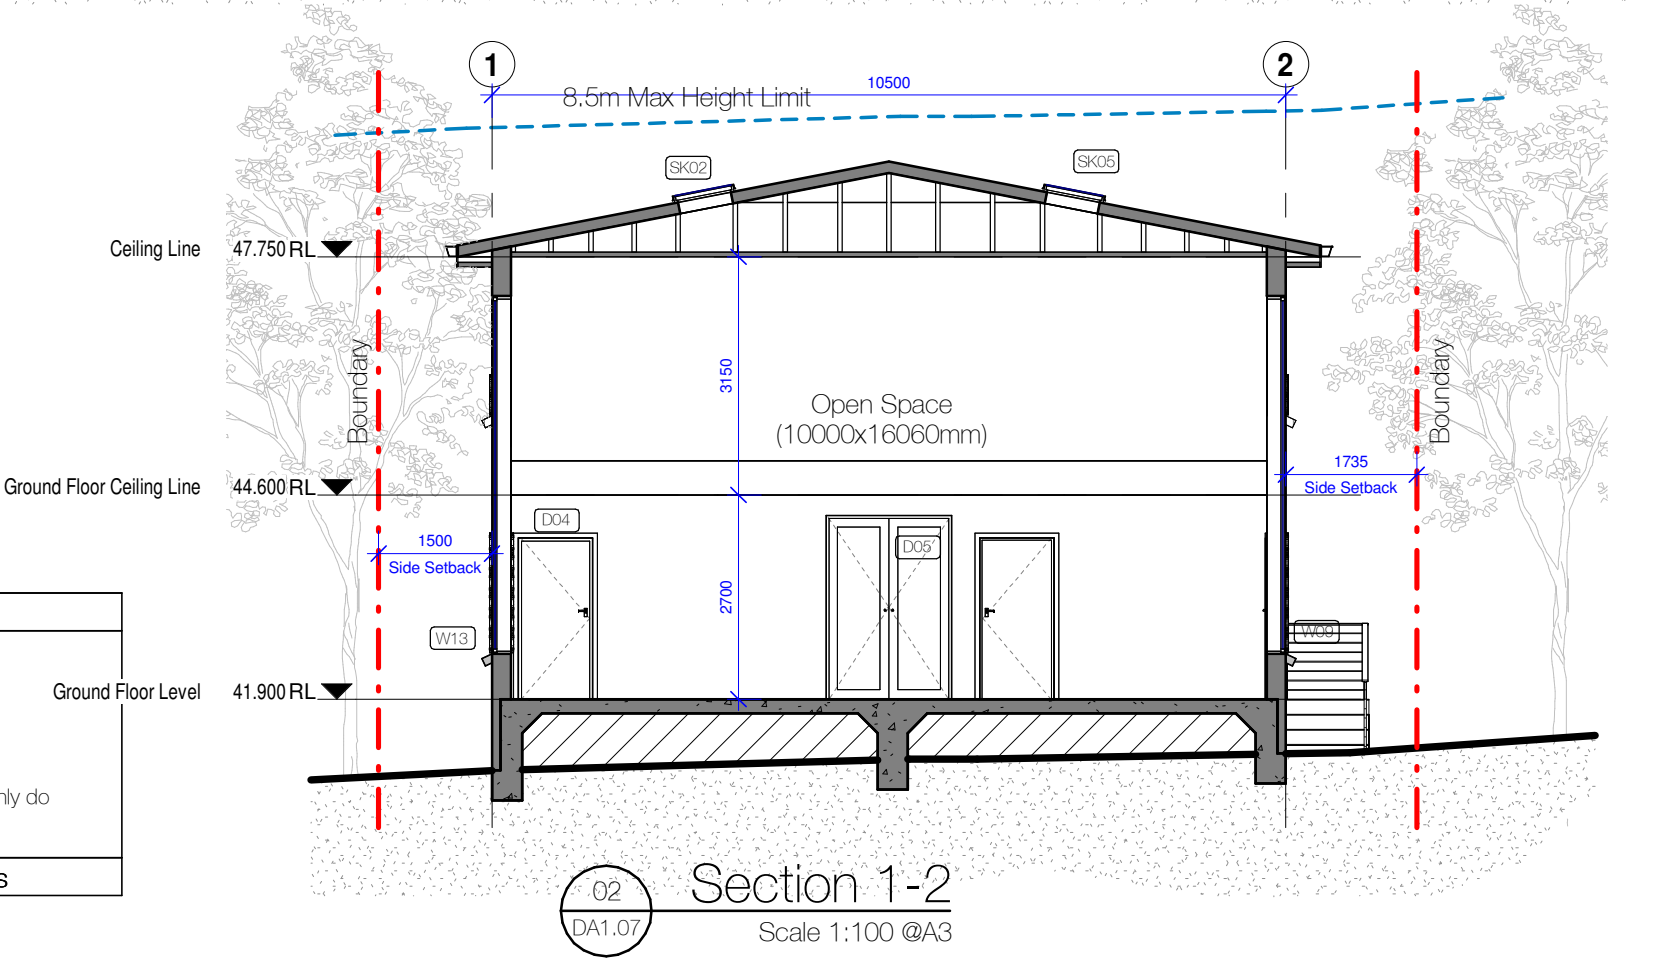 1
2
10500
8.5m Max Height Limit
SK02
SK05
Ceiling Line 47.750 RL
Boundary
Boundary
3150
Open Space
(10000x16060mm)
1735
Side Setback
Ground Floor Ceiling Line 44.600 RL
D04
D05
1500
Side Setback
2700
W13
W09
Ground Floor Level 41.900 RL
nly do
s
02
DA1.07
Section 1-2
Scale 1:100 @A3